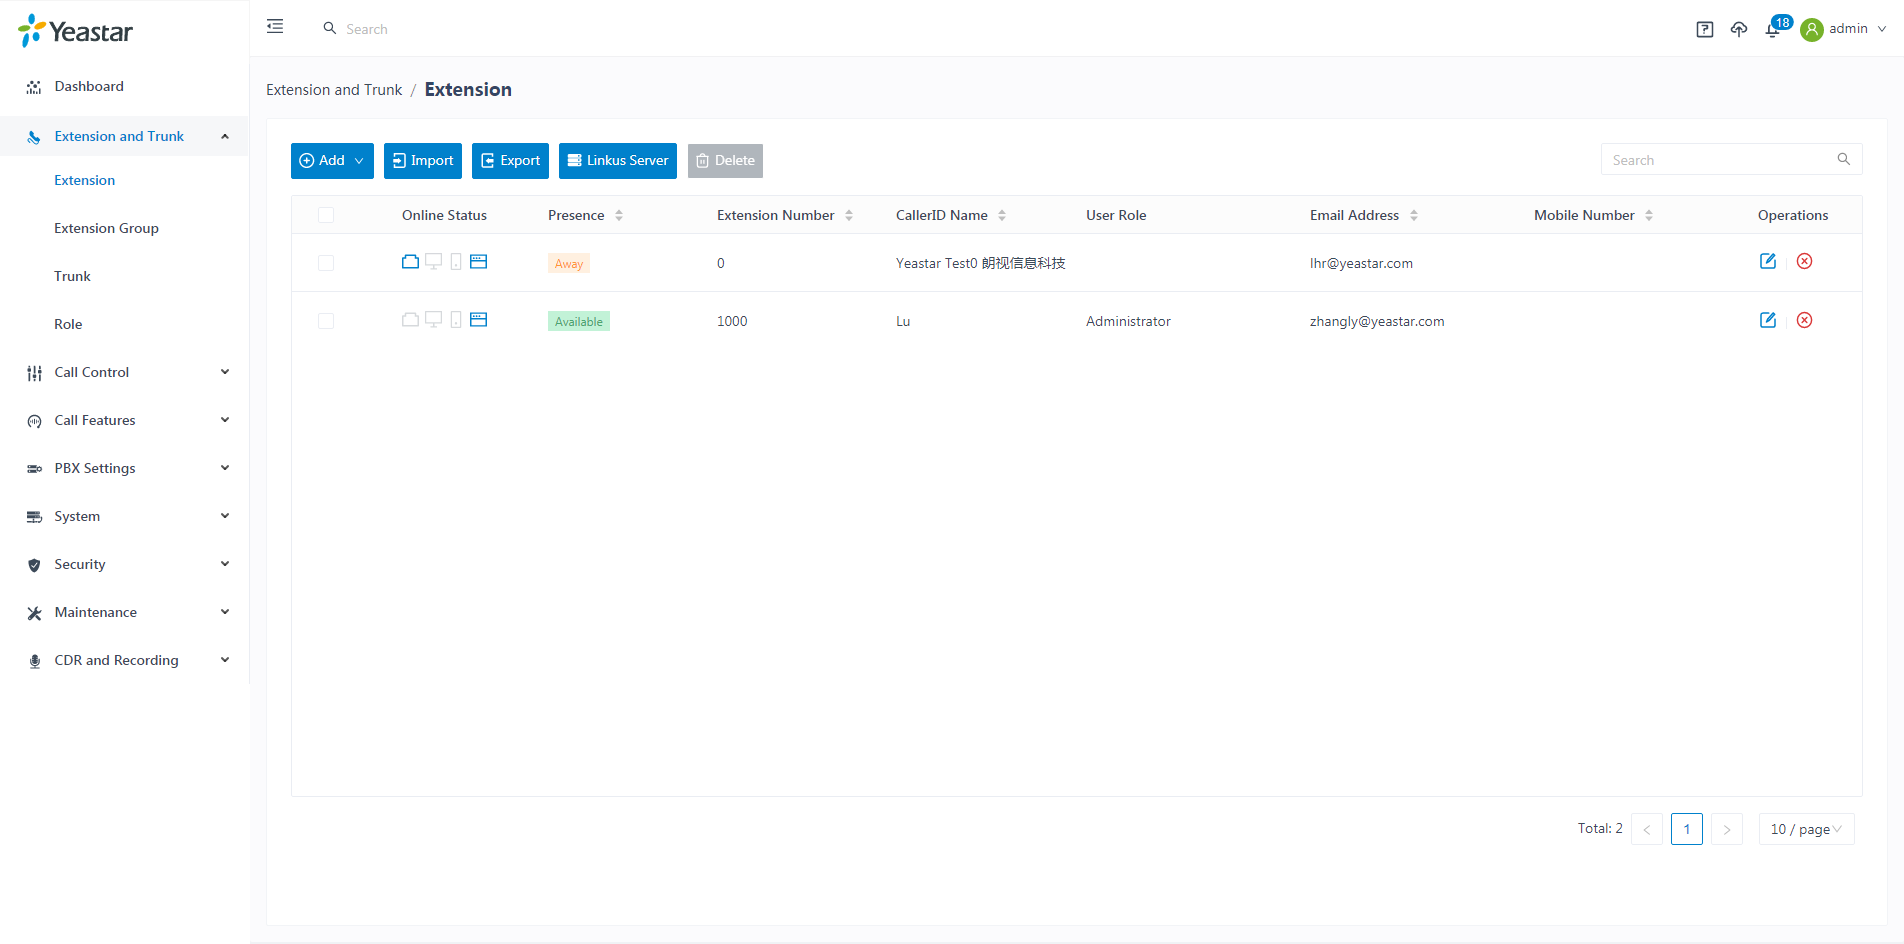 Yeastar
Search
18
admin
Dashboard
Extension and Trunk
Extension
Extension Group
Trunk
Role
Call Control
Call Features
PBX Settings
System
Security
Maintenance
CDR and Recording
Extension and Trunk / Extension
Add Import Export Linkus Server Delete Search
Online Status Presence Extension Number CallerID Name User Role Email Address Mobile Number Operations
Away 0 Yeastar Test0 朗视信息科技 lhr@yeastar.com
Available 1000 Lu Administrator zhangly@yeastar.com
Total: 2 < 1 > 10 / page